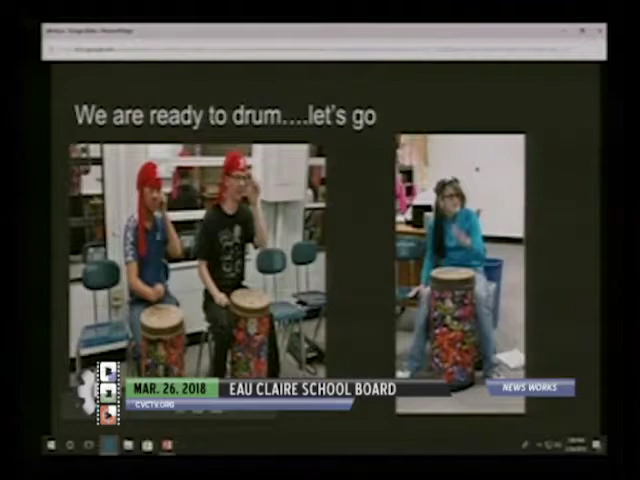 We are ready to drum….let's go
MAR. 26, 2018
EAU CLAIRE SCHOOL BOARD
NEWS WORKS
CVCTV.ORG